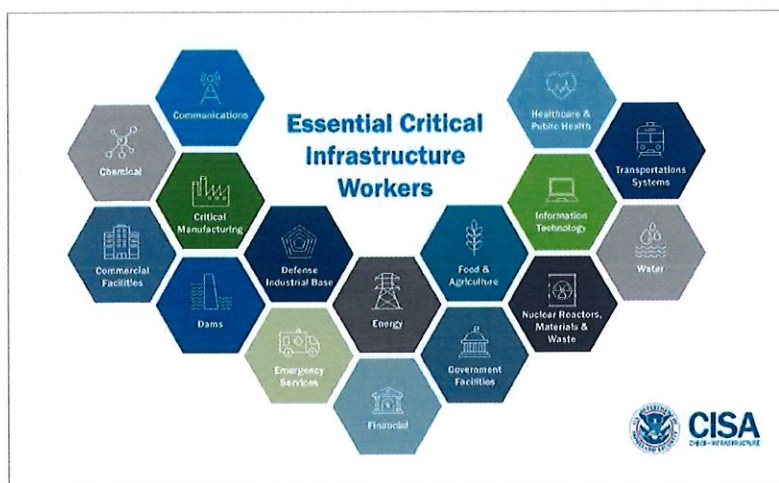 Essential Critical
Infrastructure
Workers
Communications
Chemical
Critical
Manufacturing
Commercial
Facilities
Dams
Defense
Industrial Base
Emergency
Services
Energy
Financial
Food &
Agriculture
Government
Facilities
Healthcare &
Public Health
Information
Technology
Nuclear Reactors,
Materials &
Waste
Transportations
Systems
Water
CISA